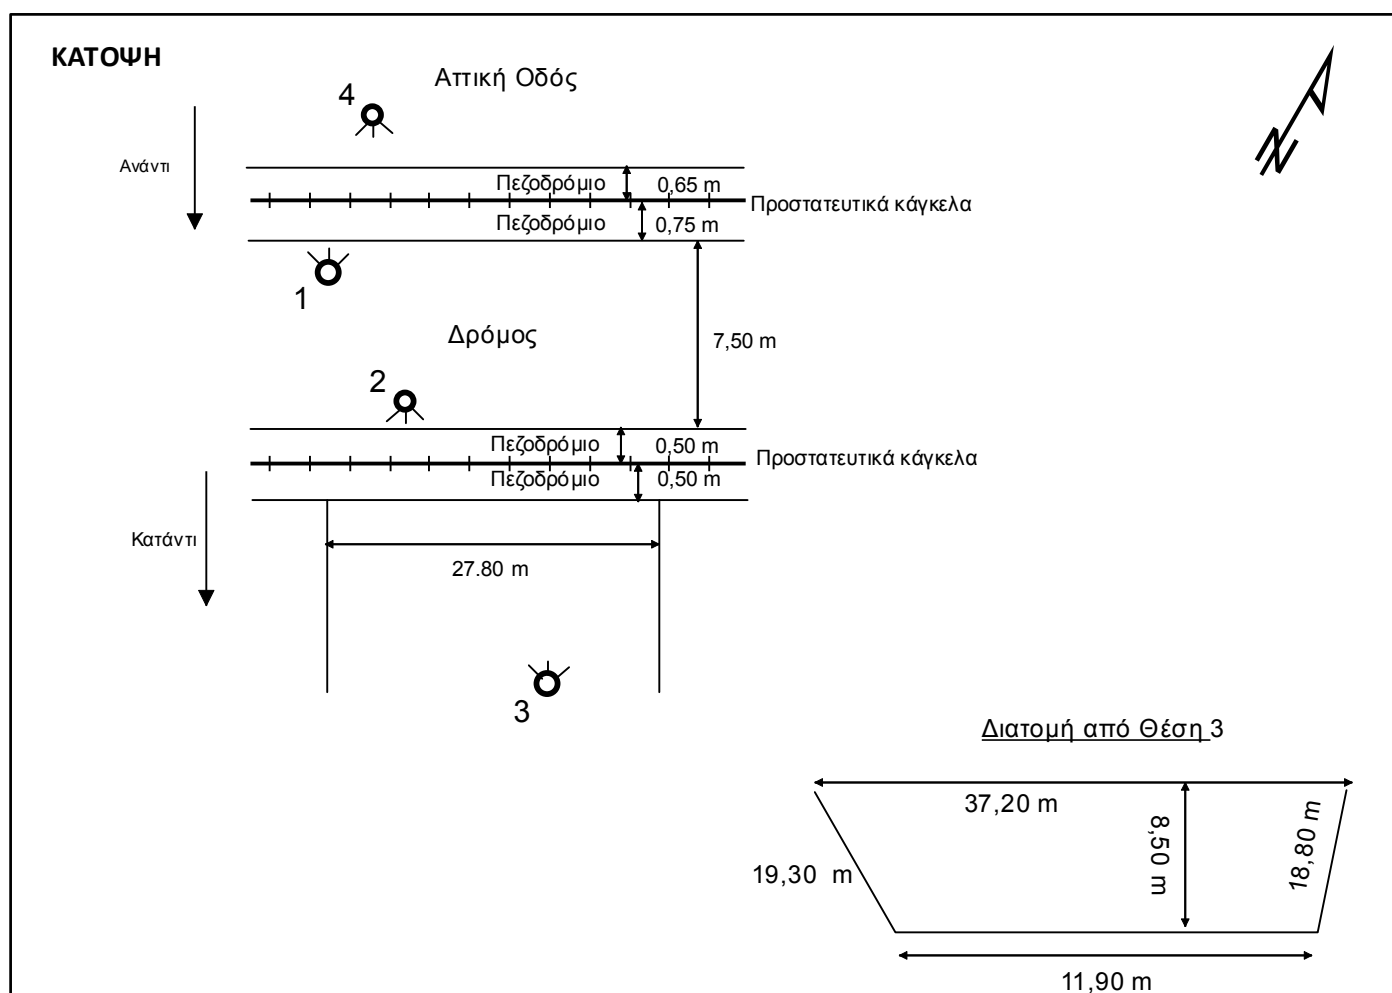 ΚΑΤΟΨΗ
Αττική Οδός
4
Ανάντι
Πεζοδρόμιο 0,65 m
Προστατευτικά κάγκελα
Πεζοδρόμιο 0,75 m
1
Δρόμος
7,50 m
2
Πεζοδρόμιο 0,50 m
Προστατευτικά κάγκελα
Πεζοδρόμιο 0,50 m
Κατάντι
27.80 m
3
Διατομή από Θέση 3
37,20 m
8,50 m
18,80 m
19,30 m
11,90 m
N